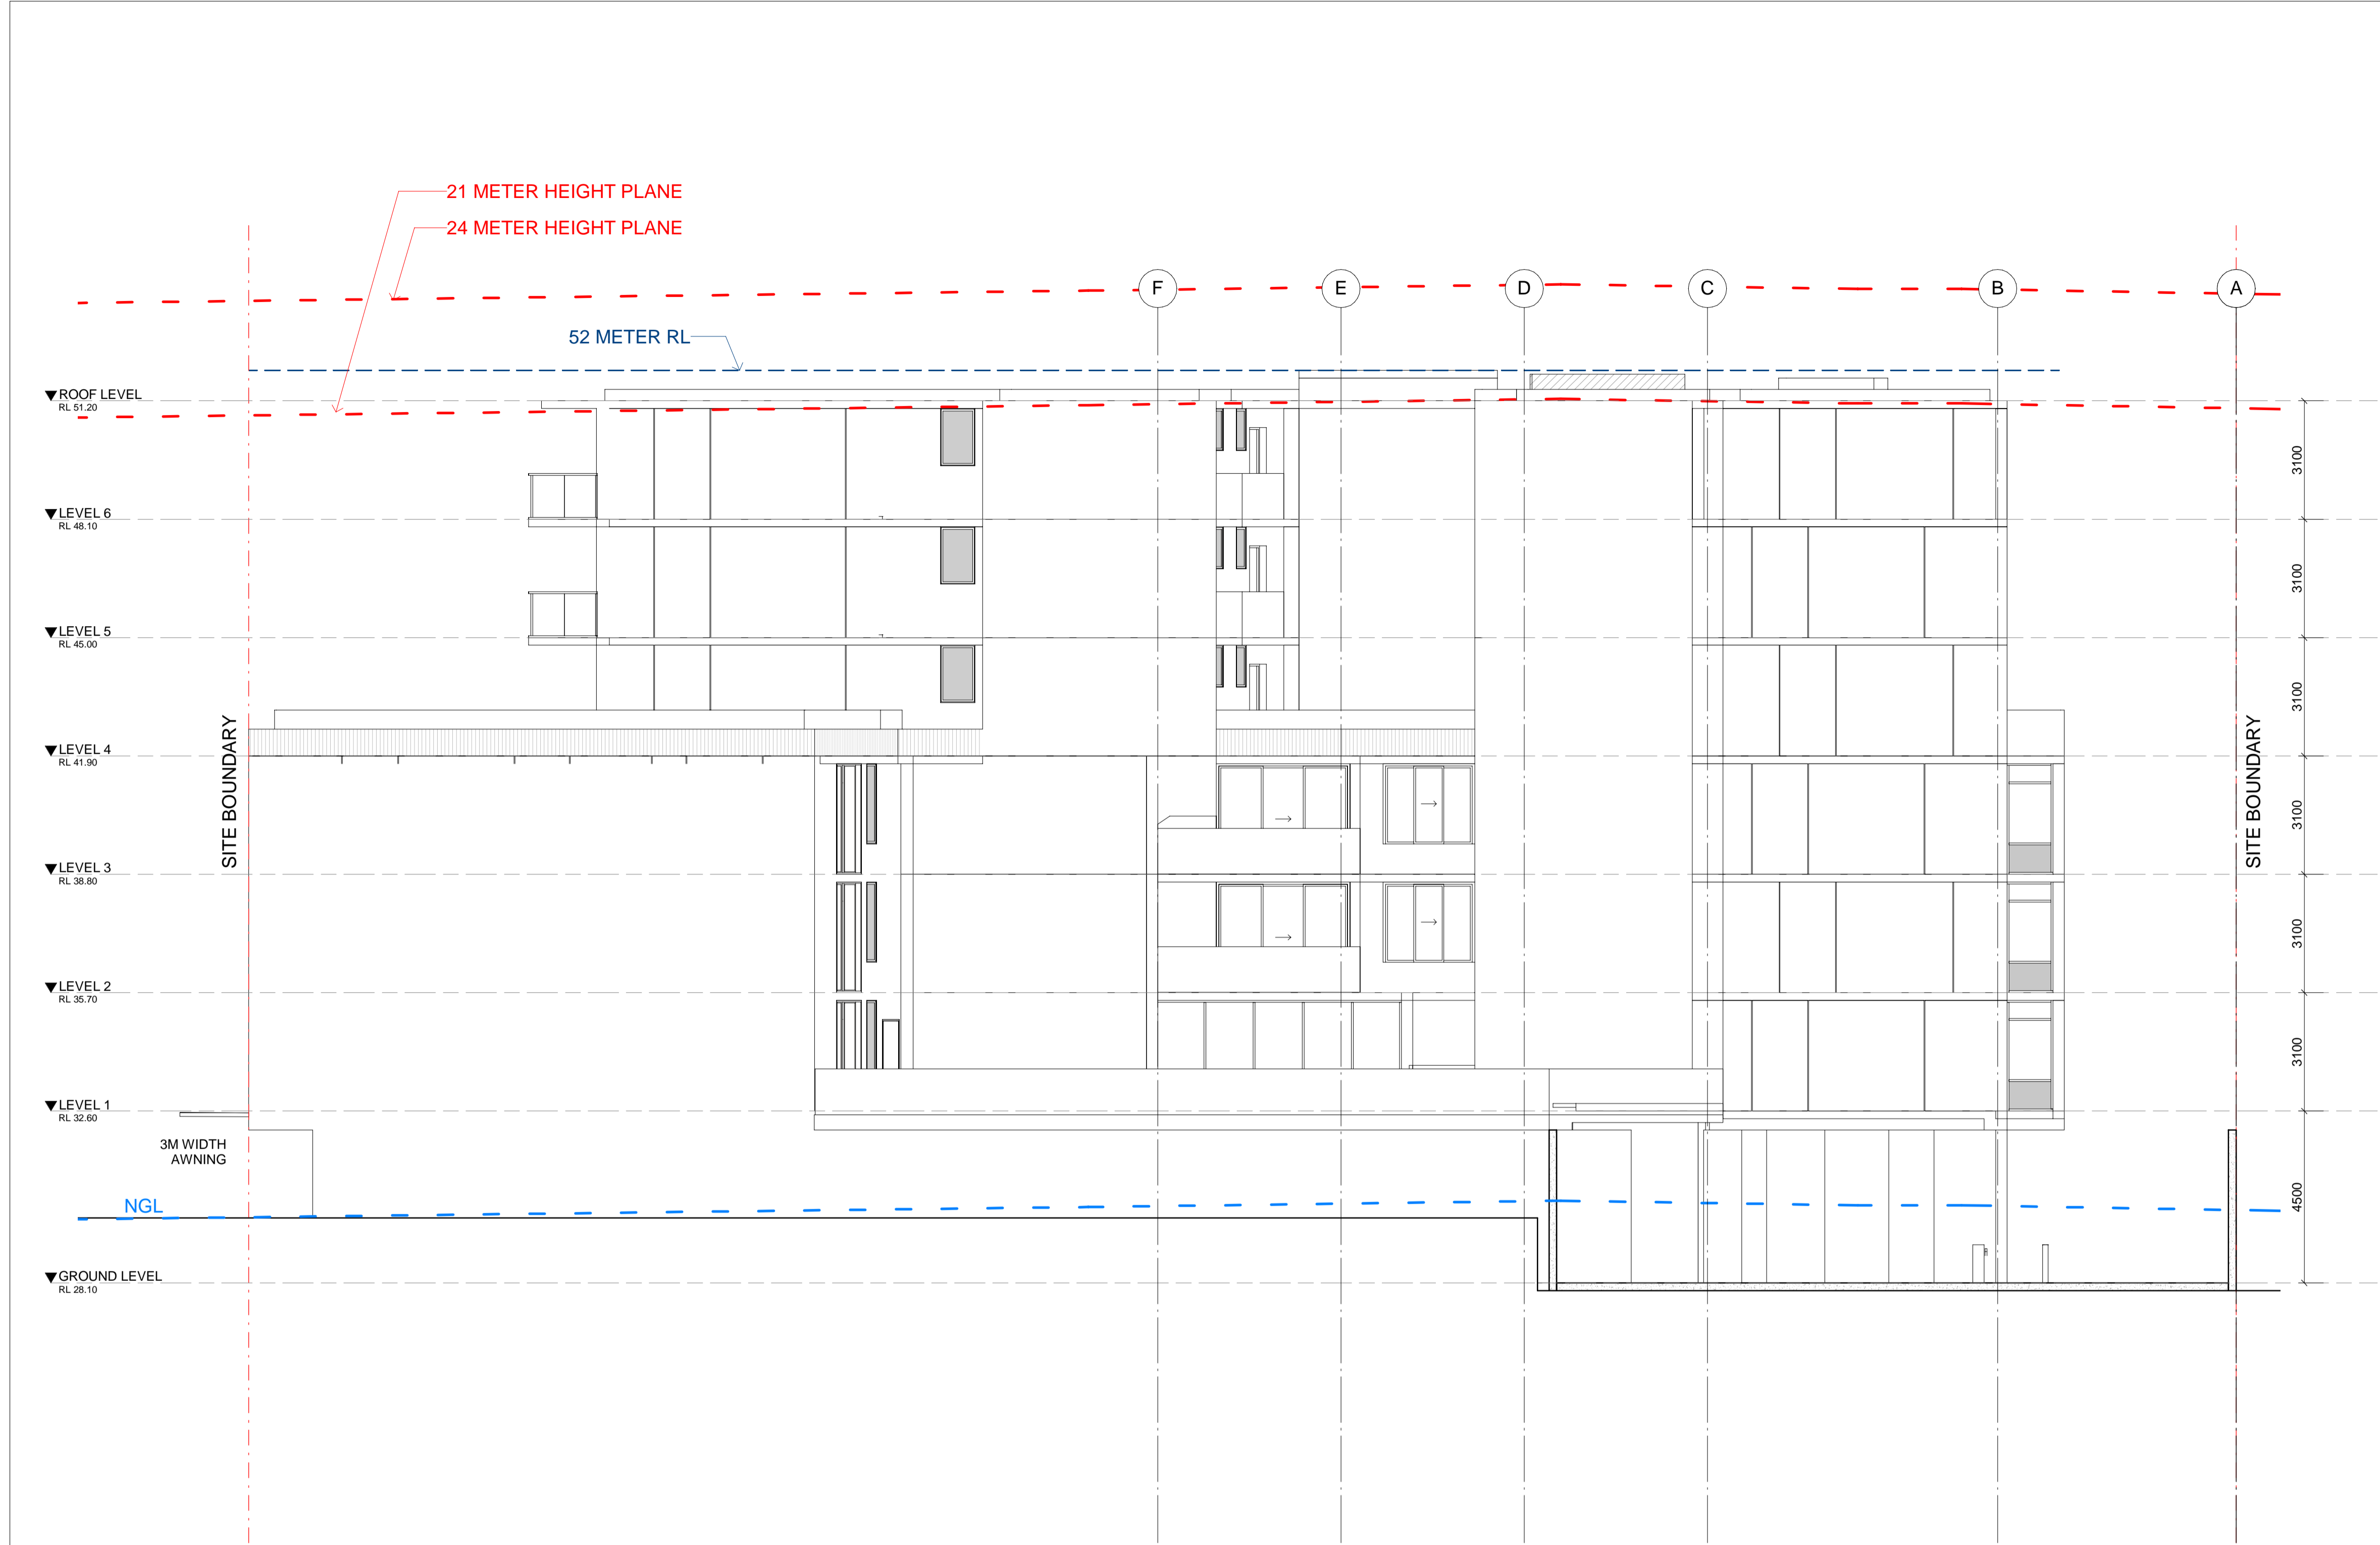 21 METER HEIGHT PLANE
24 METER HEIGHT PLANE
F
E
D
C
B
A
52 METER RL
ROOF LEVEL
RL 51.20
3100
LEVEL 6
RL 48.10
3100
LEVEL 5
RL 45.00
3100
SITE BOUNDARY
SITE BOUNDARY
LEVEL 4
RL 41.90
3100
LEVEL 3
RL 38.80
3100
LEVEL 2
RL 35.70
3100
LEVEL 1
RL 32.60
3M WIDTH
AWNING
NGL
4500
GROUND LEVEL
RL 28.10